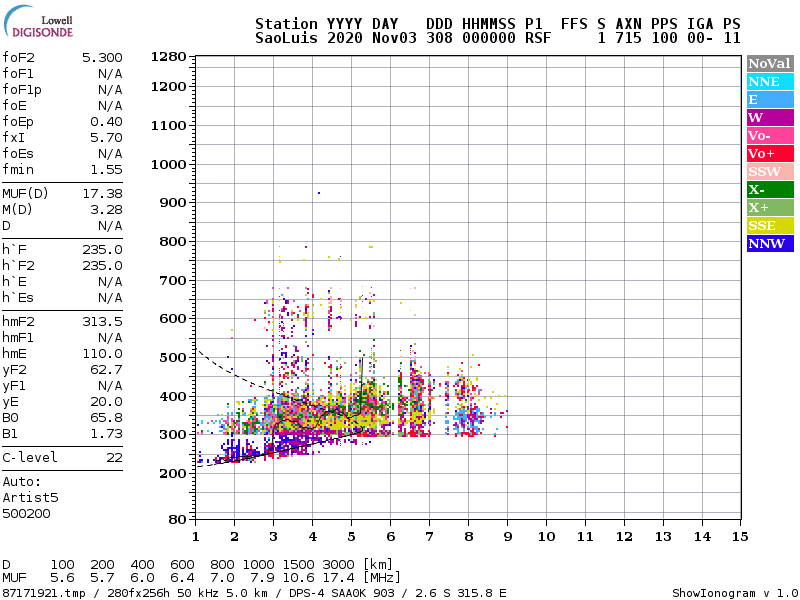 Lowell
DIGISONDE
Station YYYY DAY DDD HHMMSS P1 FFS S AXN PPS IGA PS
SaoLuis 2020 Nov03 308 000000 RSF 1 715 100 00- 11
foF2 5.300
foF1 N/A
foF1p N/A
foE N/A
foEp 0.40
fxI 5.70
foEs N/A
fmin 1.55
MUF(D) 17.38
M(D) 3.28
D N/A
h`F 235.0
h`F2 235.0
h`E N/A
h`Es N/A
hmF2 313.5
hmF1 N/A
hmE 110.0
yF2 62.7
yF1 N/A
yE 20.0
B0 65.8
B1 1.73
C-level 22
Auto:
Artist5
500200
1280
1200
1100
1000
900
800
700
600
500
400
300
200
80
1 2 3 4 5 6 7 8 9 10 11 12 13 14 15
NoVal
NNE
E
W
Vo-
Vo+
SSW
X-
X+
SSE
NNW
D 100 200 400 600 800 1000 1500 3000 [km]
MUF 5.6 5.7 6.0 6.4 7.0 7.9 10.6 17.4 [MHz]
87171921.tmp / 280fx256h 50 kHz 5.0 km / DPS-4 SAA0K 903 / 2.6 S 315.8 E
ShowIonogram v 1.0